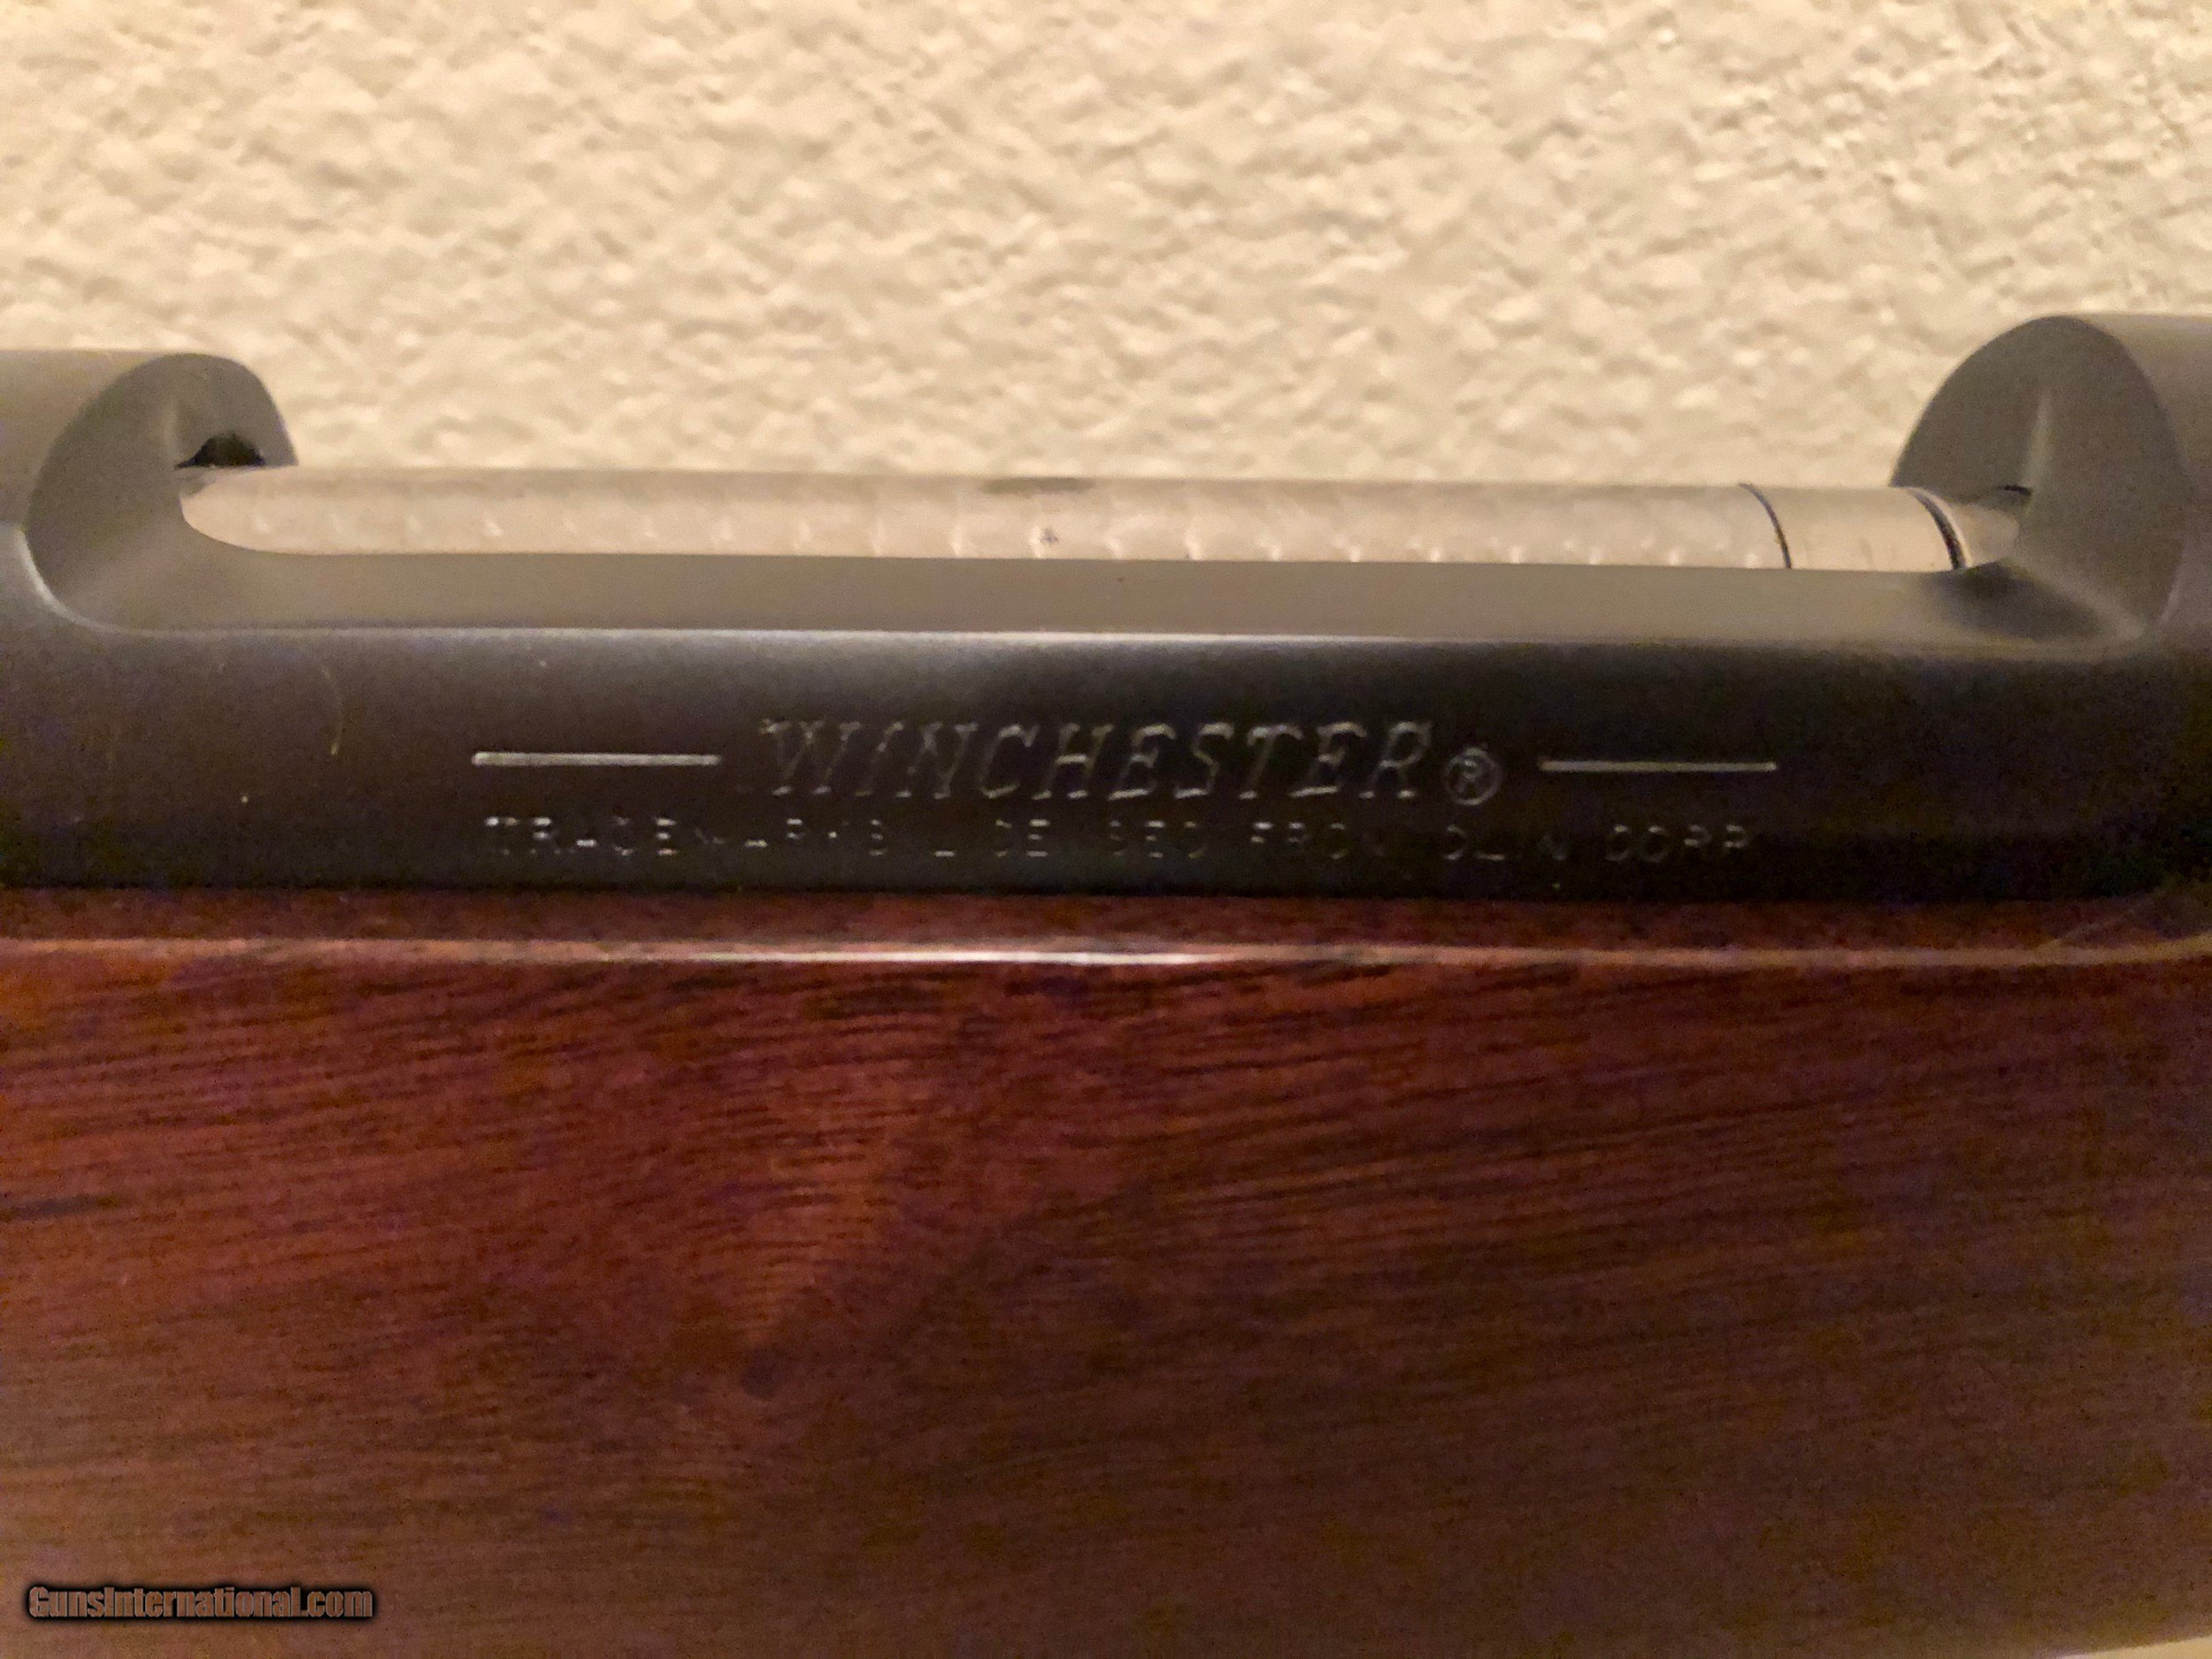 WINCHESTER®
TRADEMARKS LICENSED FROM OLIN CORP
GunsInternational.com